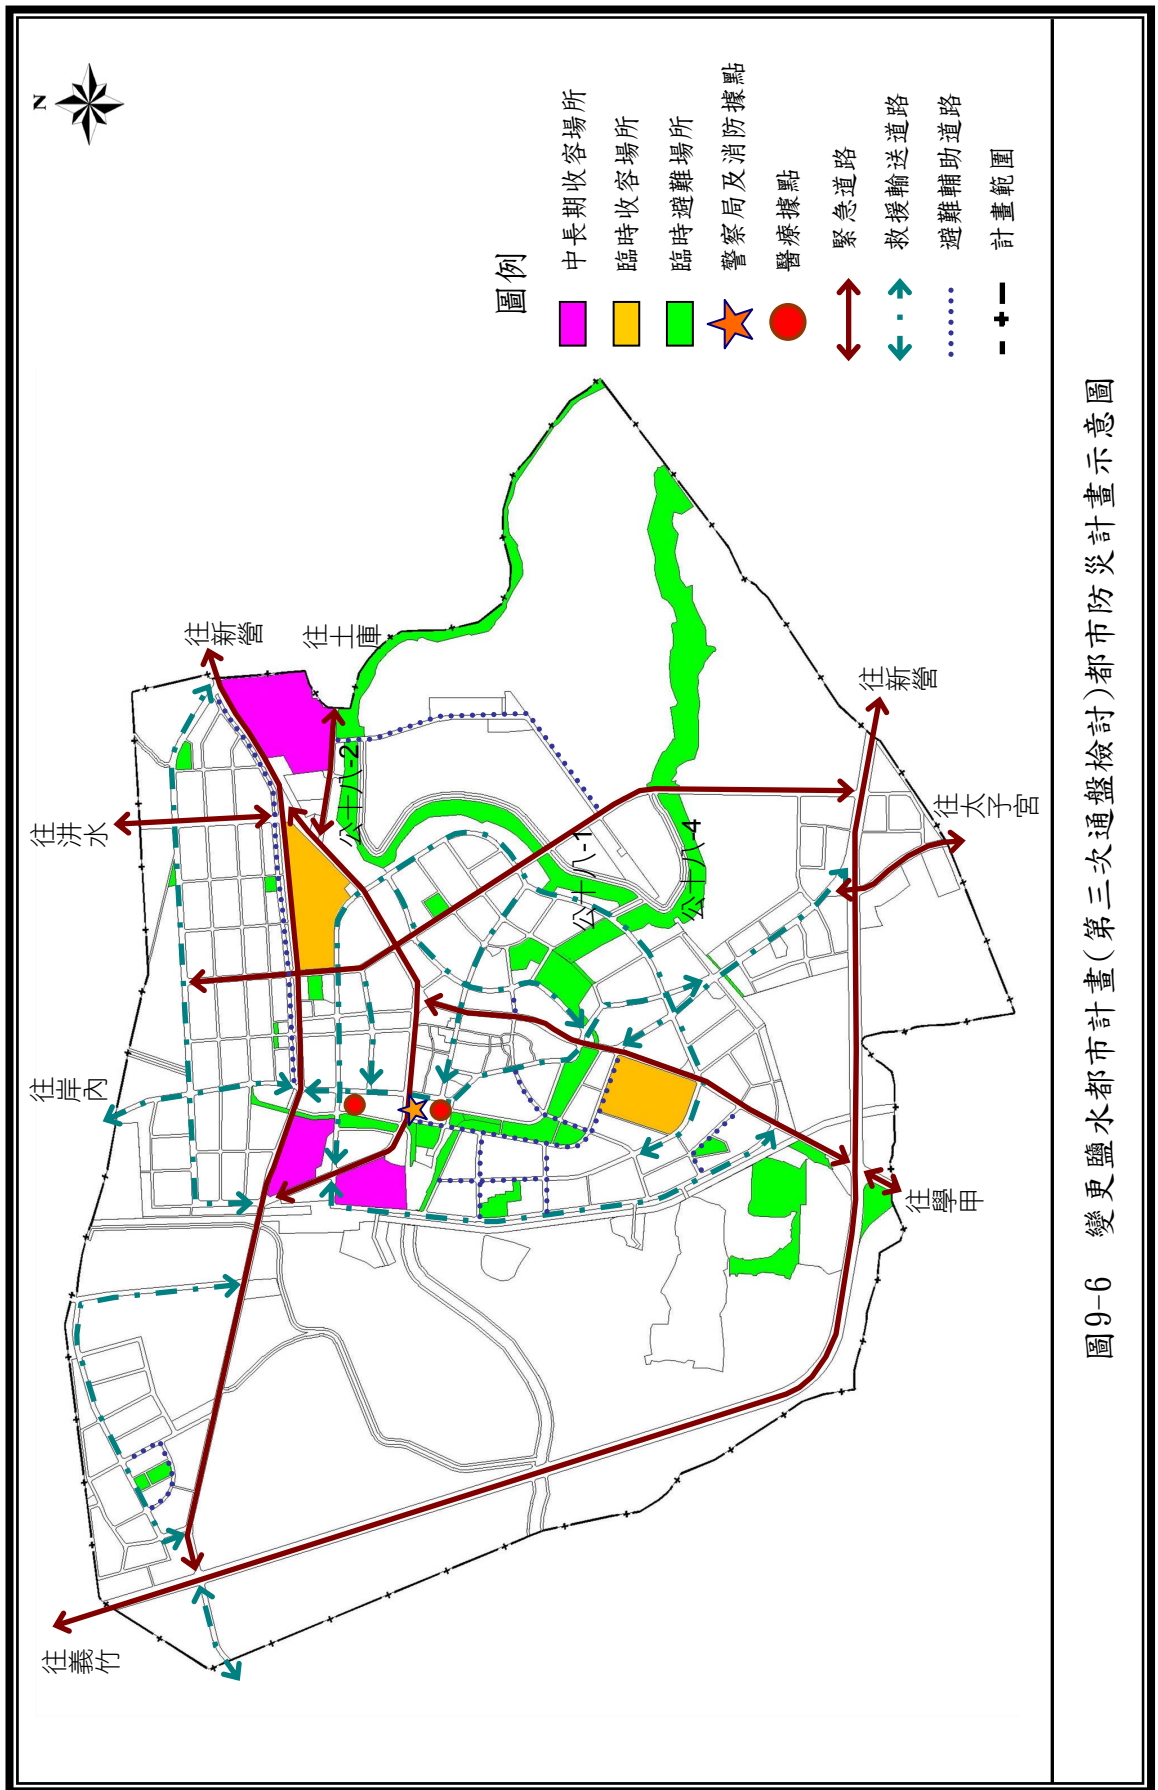 N
圖例
中長期收容場所
臨時收容場所
臨時避難場所
警察局及消防據點
醫療據點
緊急道路
救援輸送道路
避難輔助道路
計畫範圍
往新營
往土庫
往洪水
往岸內
往義竹
公十八-2
公十八-1
公十八-4
往新營
往太子宮
往學甲
圖9-6 變更鹽水都市計畫(第三次通盤檢討)都市防災計畫示意圖